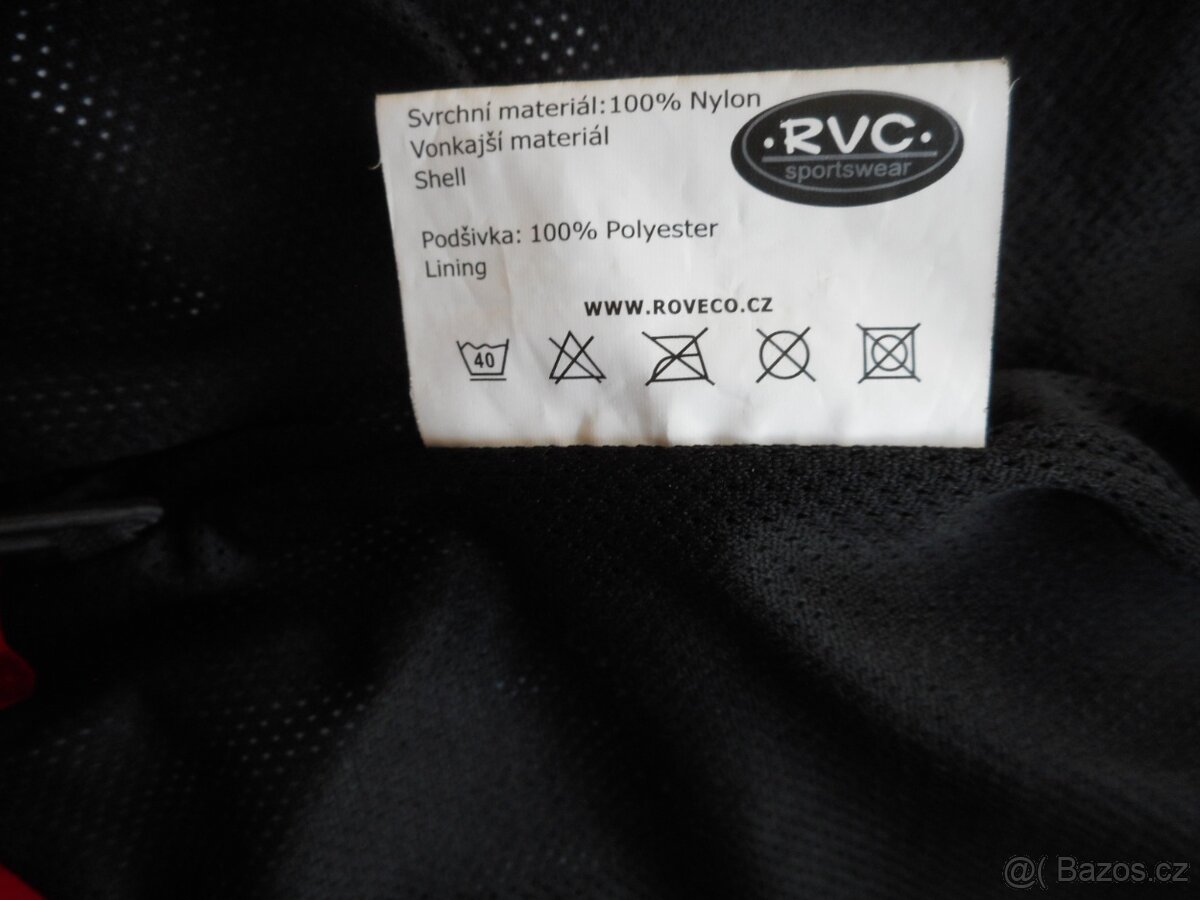 Svrchní materiál:100% Nylon
Vonkajší materiál
Shell
·RVC·
sportswear
Podšivka: 100% Polyester
Lining
WWW.ROVECO.CZ
40
@( Bazos.cz